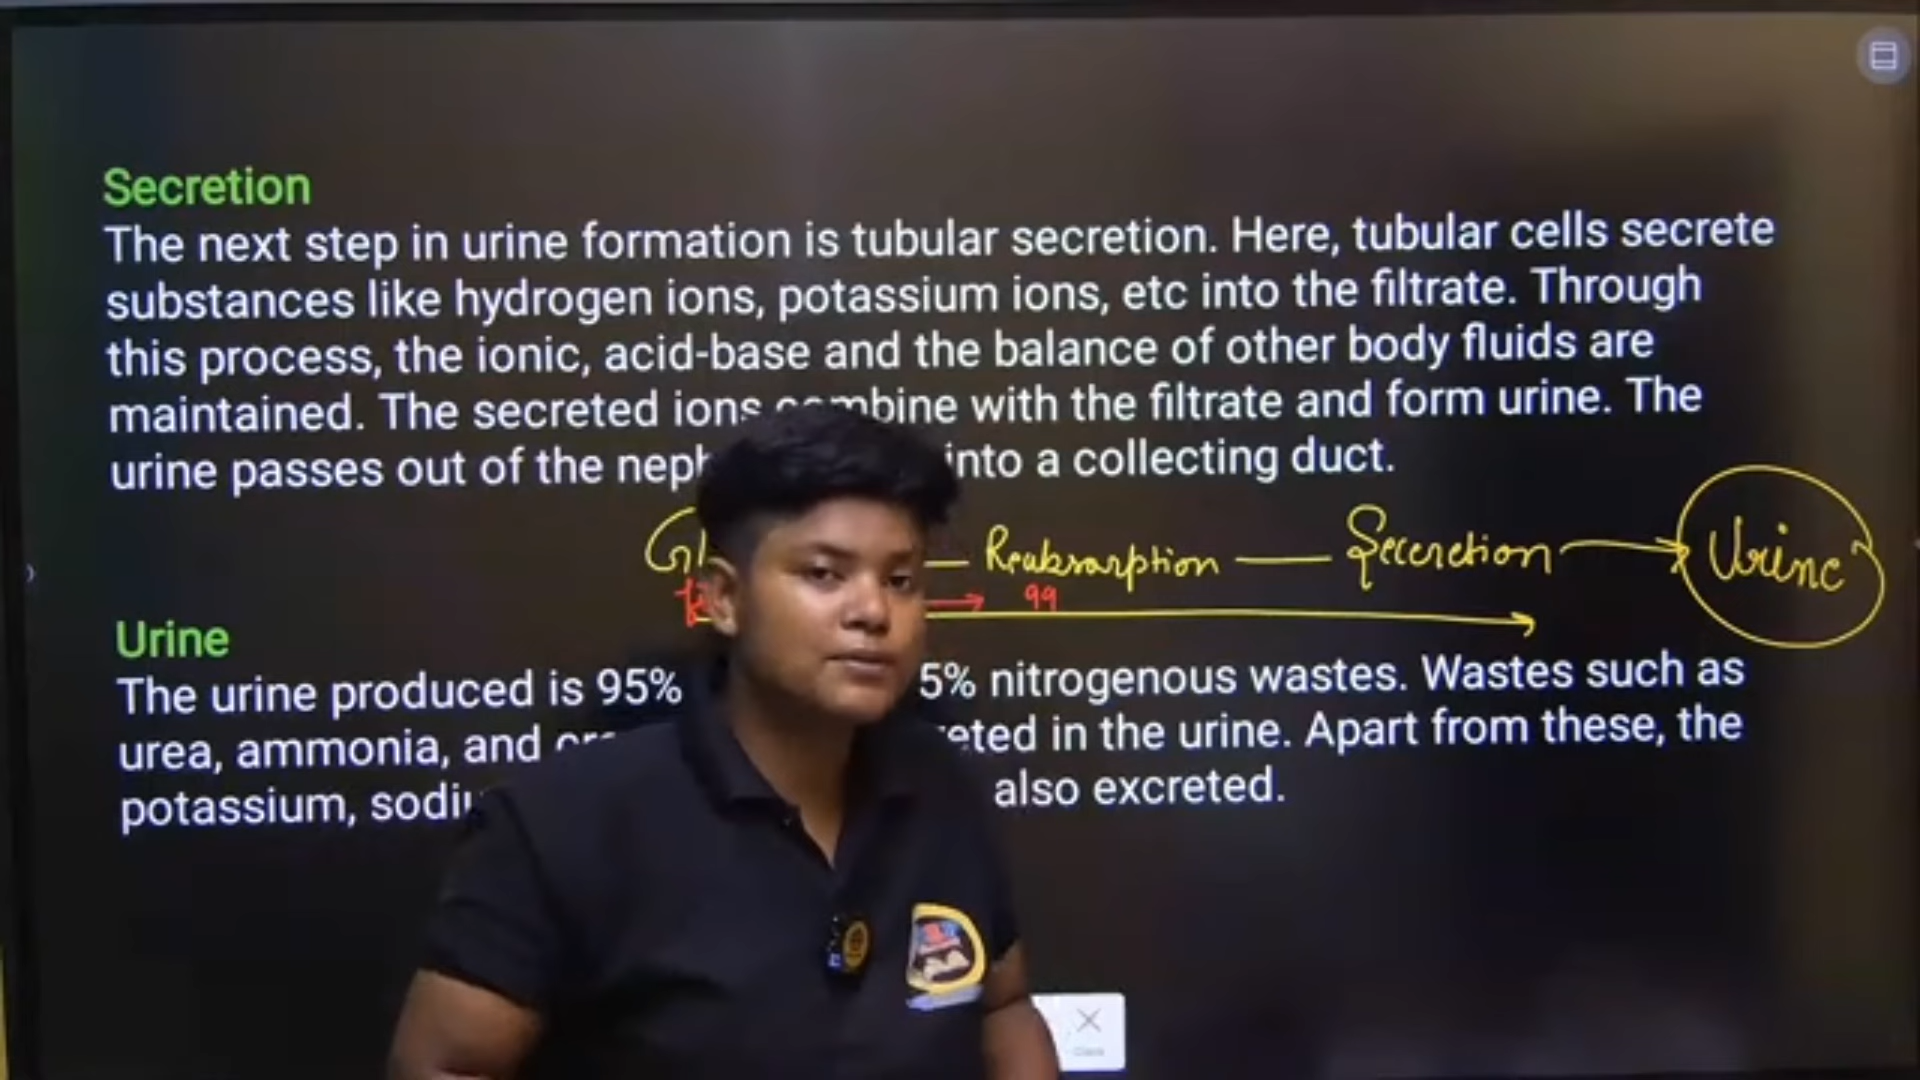 Secretion
The next step in urine formation is tubular secretion. Here, tubular cells secrete
substances like hydrogen ions, potassium ions, etc into the filtrate. Through
this process, the ionic, acid-base and the balance of other body fluids are
maintained. The secreted ions combine with the filtrate and form urine. The
urine passes out of the into a collecting duct.
Reabsorption — Seceretion → Urine
→ 99
Urine
The urine produced is 95% 5% nitrogenous wastes. Wastes such as
urea, ammonia, and in the urine. Apart from these, the
potassium, also excreted.